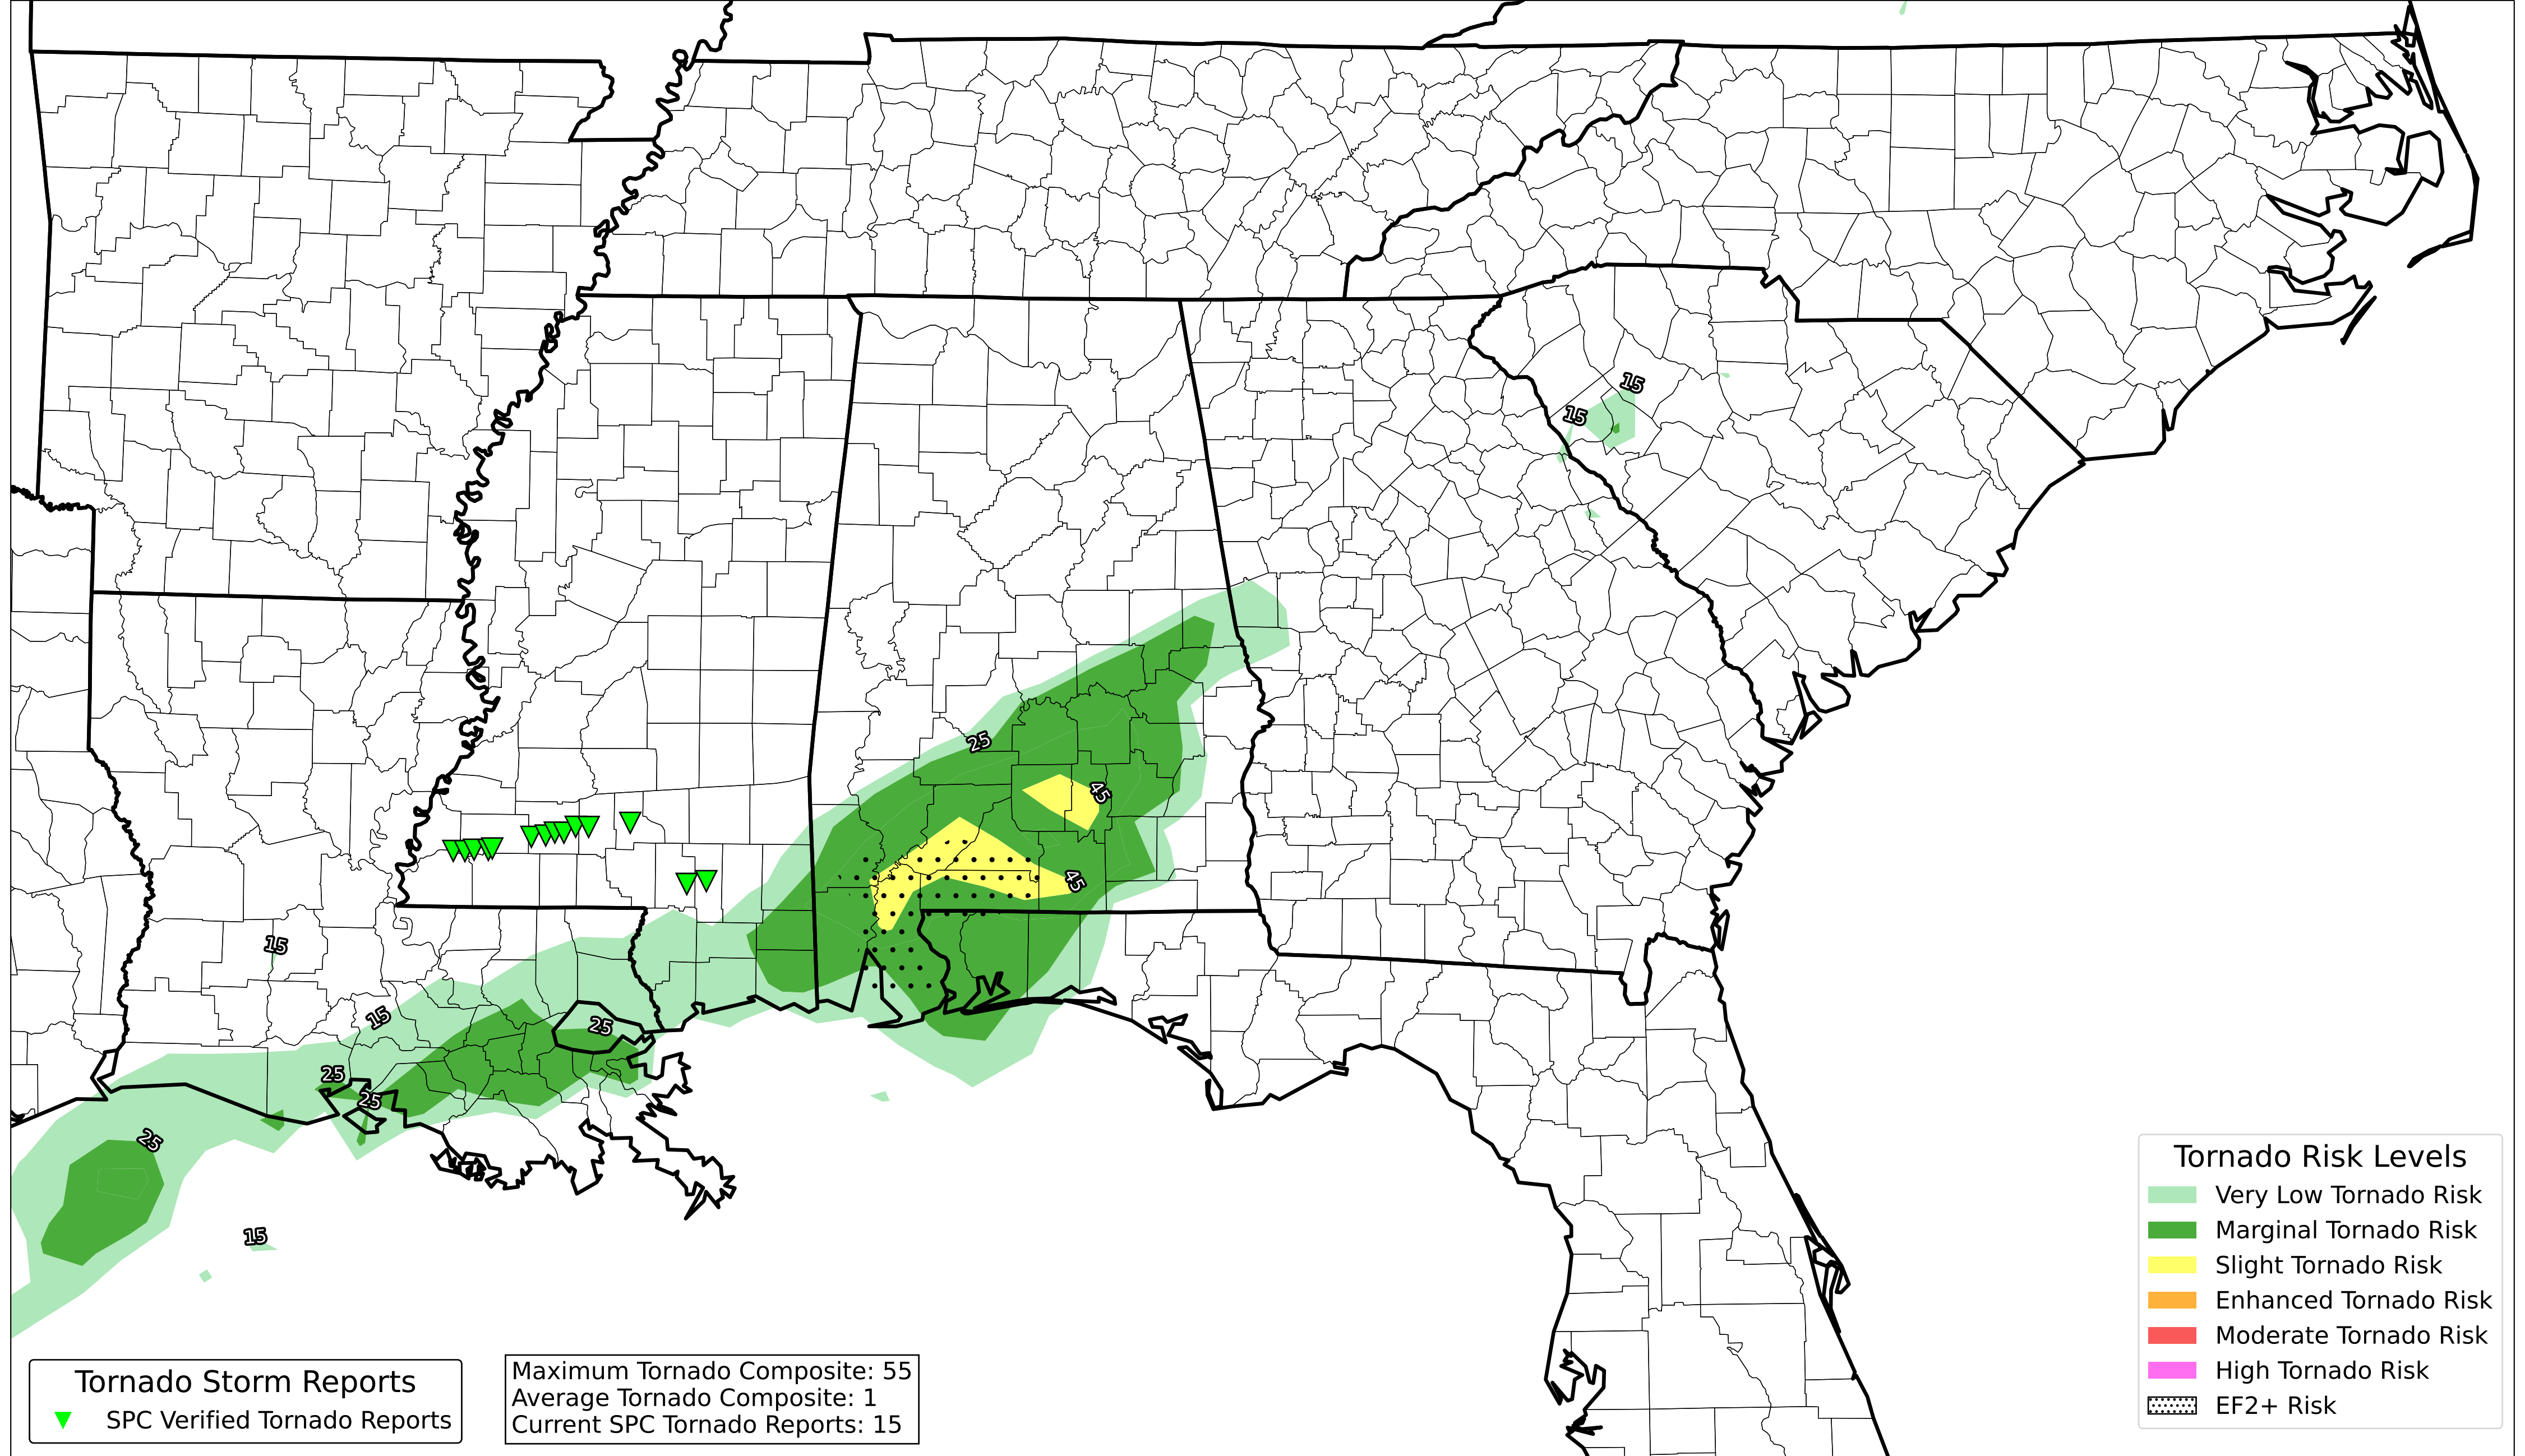 15
15
25
45
45
15
15
25
25
25
25
15
Tornado Storm Reports
SPC Verified Tornado Reports
Maximum Tornado Composite: 55
Average Tornado Composite: 1
Current SPC Tornado Reports: 15
Tornado Risk Levels
Very Low Tornado Risk
Marginal Tornado Risk
Slight Tornado Risk
Enhanced Tornado Risk
Moderate Tornado Risk
High Tornado Risk
EF2+ Risk